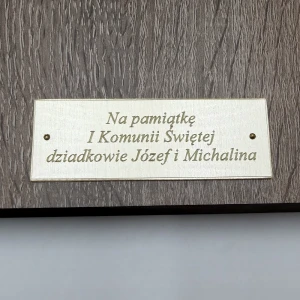 Na pamiątkę
I Komunii Świętej
dziadkowie Józef i Michalina